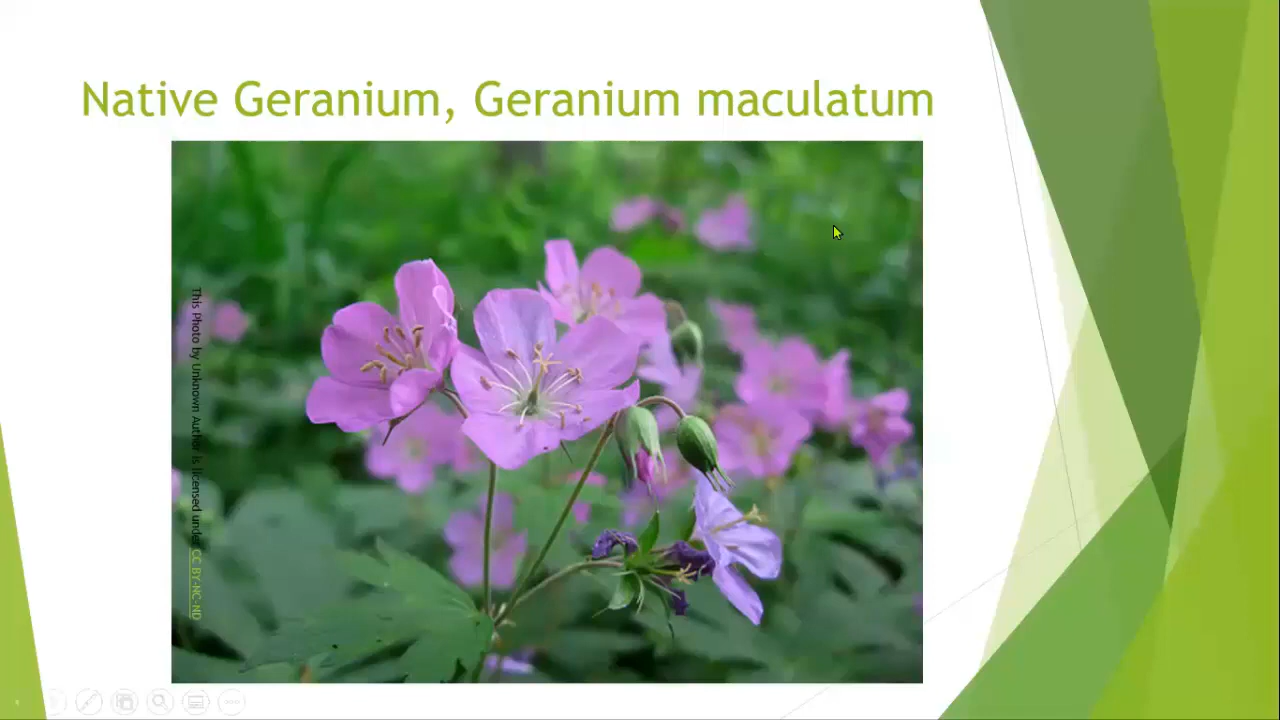 Native Geranium, Geranium maculatum
This Photo by Unknown Author is licensed under CC BY-NC-ND